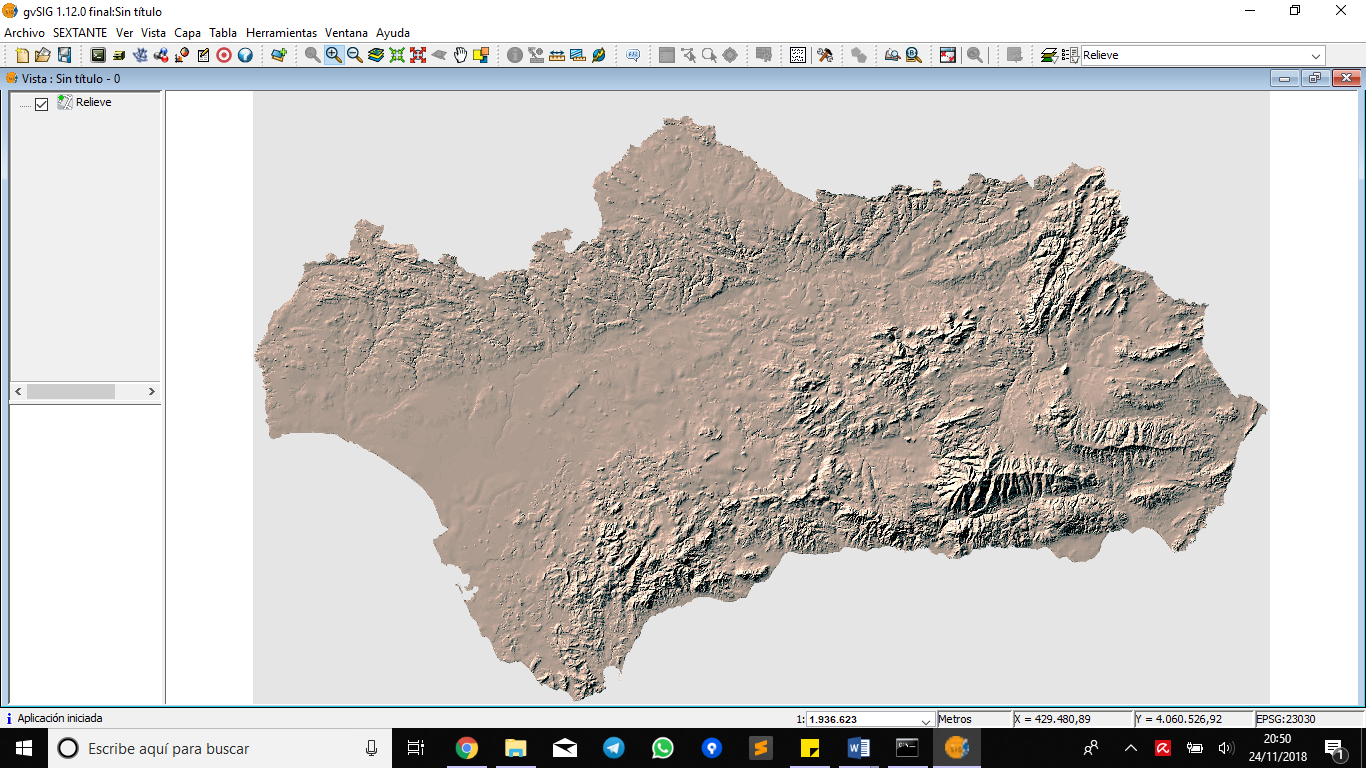 gvSIG 1.12.0 final:Sin título
Archivo SEXTANTE Ver Vista Capa Tabla Herramientas Ventana Ayuda
Relieve
Vista : Sin título - 0
Relieve
Aplicación iniciada
1: 1.936.623 Metros X = 429.480,89 Y = 4.060.526,92 EPSG:23030
Escribe aquí para buscar
20:50
24/11/2018
1